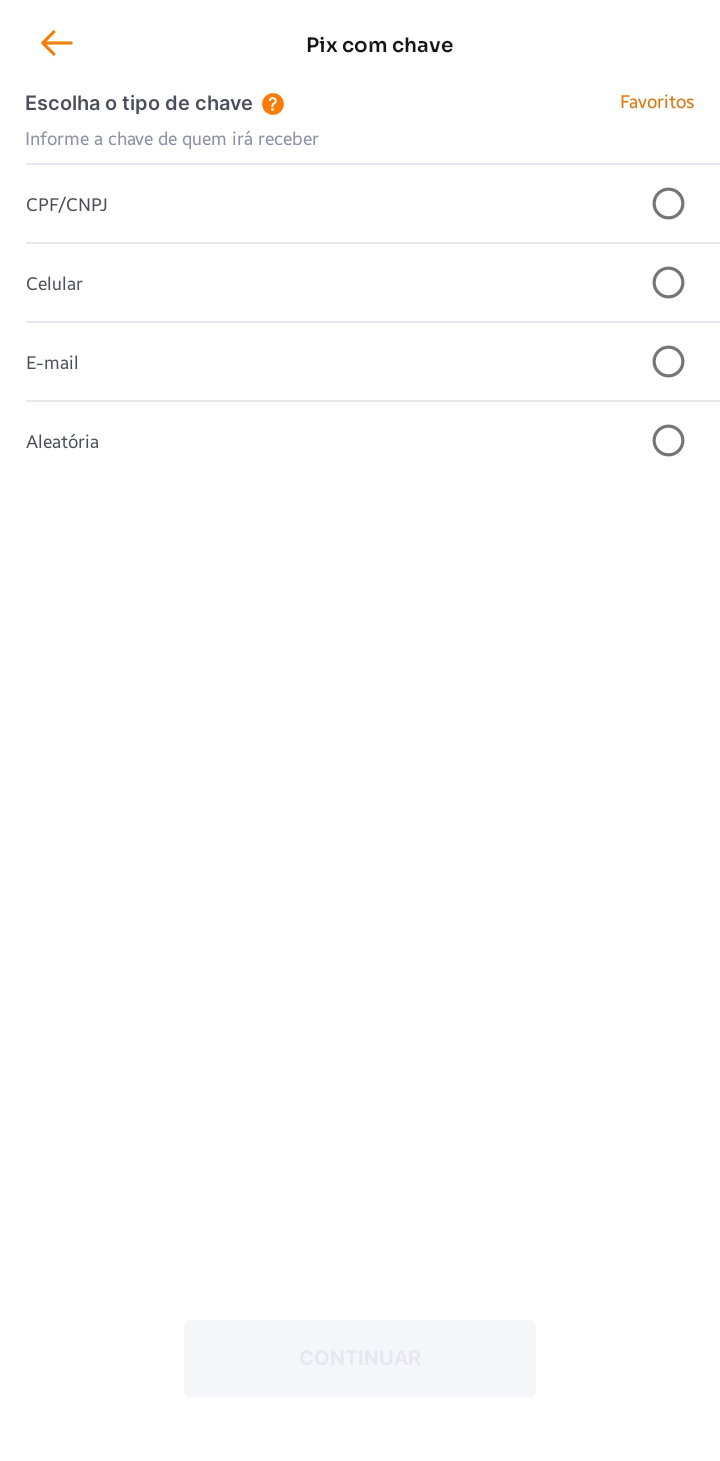 Pix com chave
Escolha o tipo de chave ?
Favoritos
Informe a chave de quem irá receber
CPF/CNPJ
Celular
E-mail
Aleatória
CONTINUAR